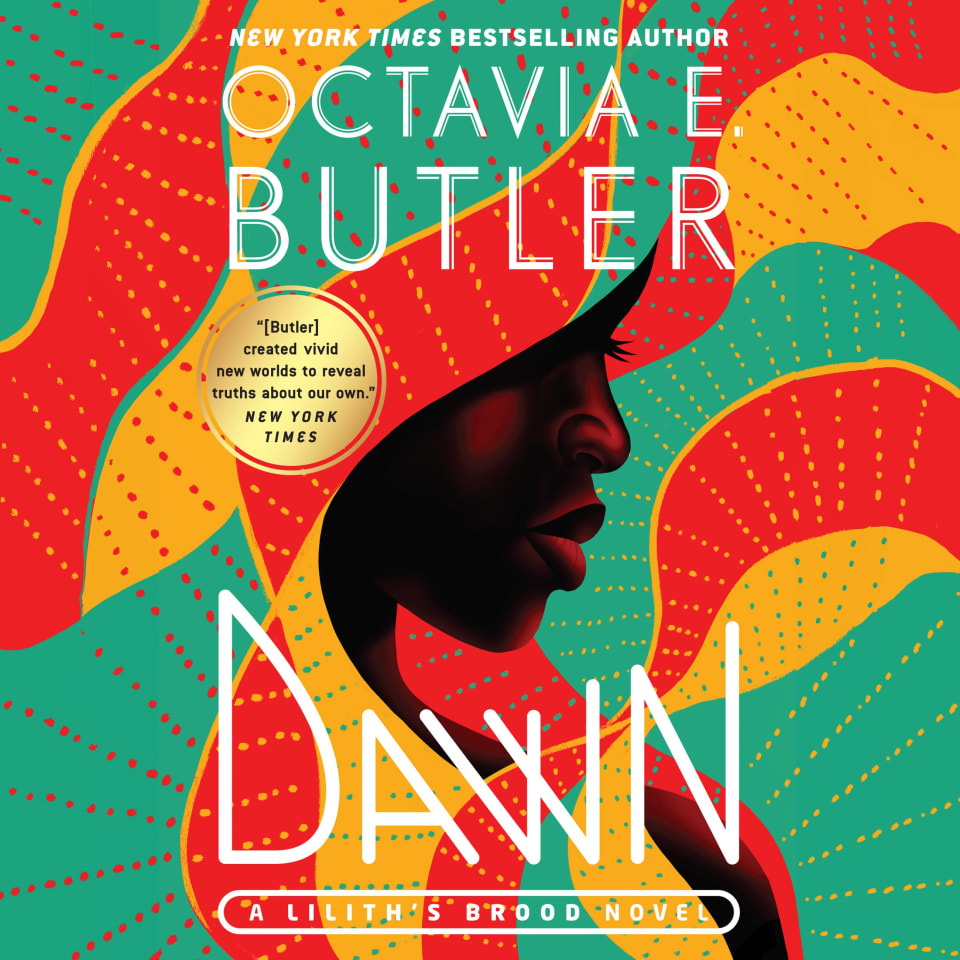 NEW YORK TIMES BESTSELLING AUTHOR
OCTAVIA E.
BUTLER
“[Butler]
created vivid
new worlds to reveal
truths about our own.”
NEW YORK
TIMES
DAWN
A LILITH'S BROOD NOVEL